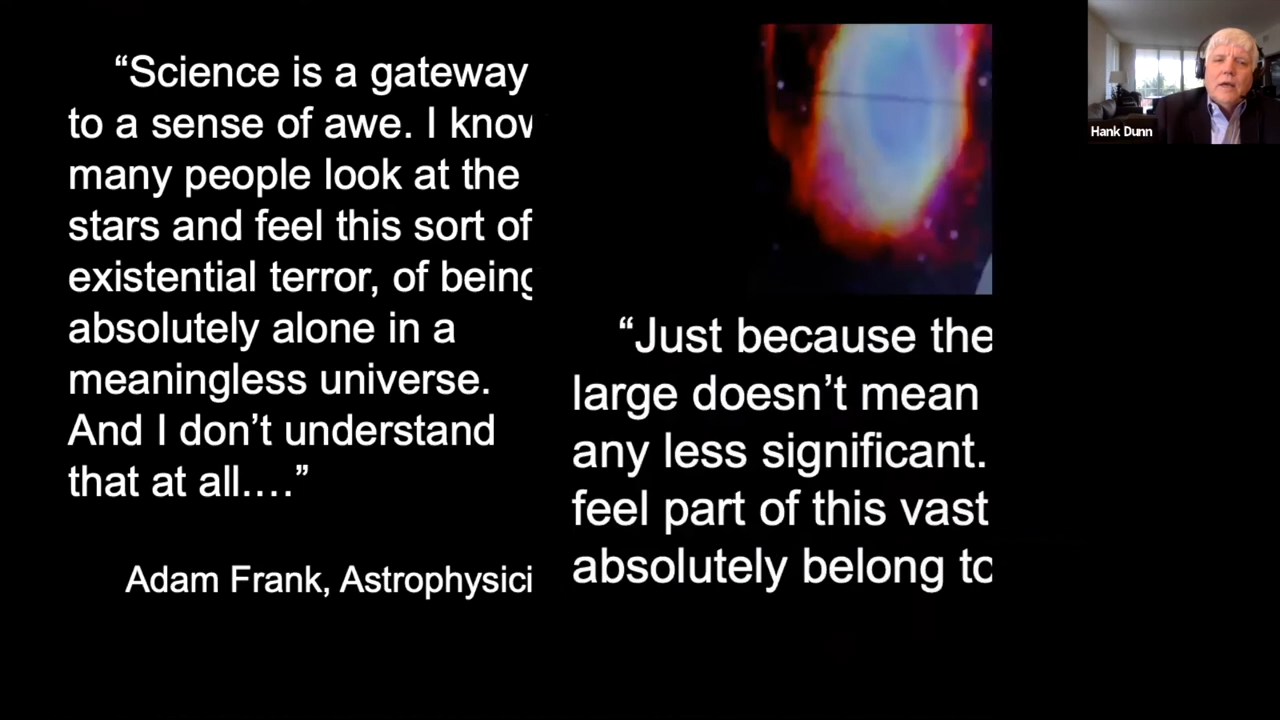 “Science is a gateway
to a sense of awe. I know
many people look at the
stars and feel this sort of
existential terror, of being
absolutely alone in a
meaningless universe.
And I don’t understand
that at all.…”
Adam Frank, Astrophysici
“Just because the
large doesn’t mean
any less significant.
feel part of this vast
absolutely belong to
Hank Dunn